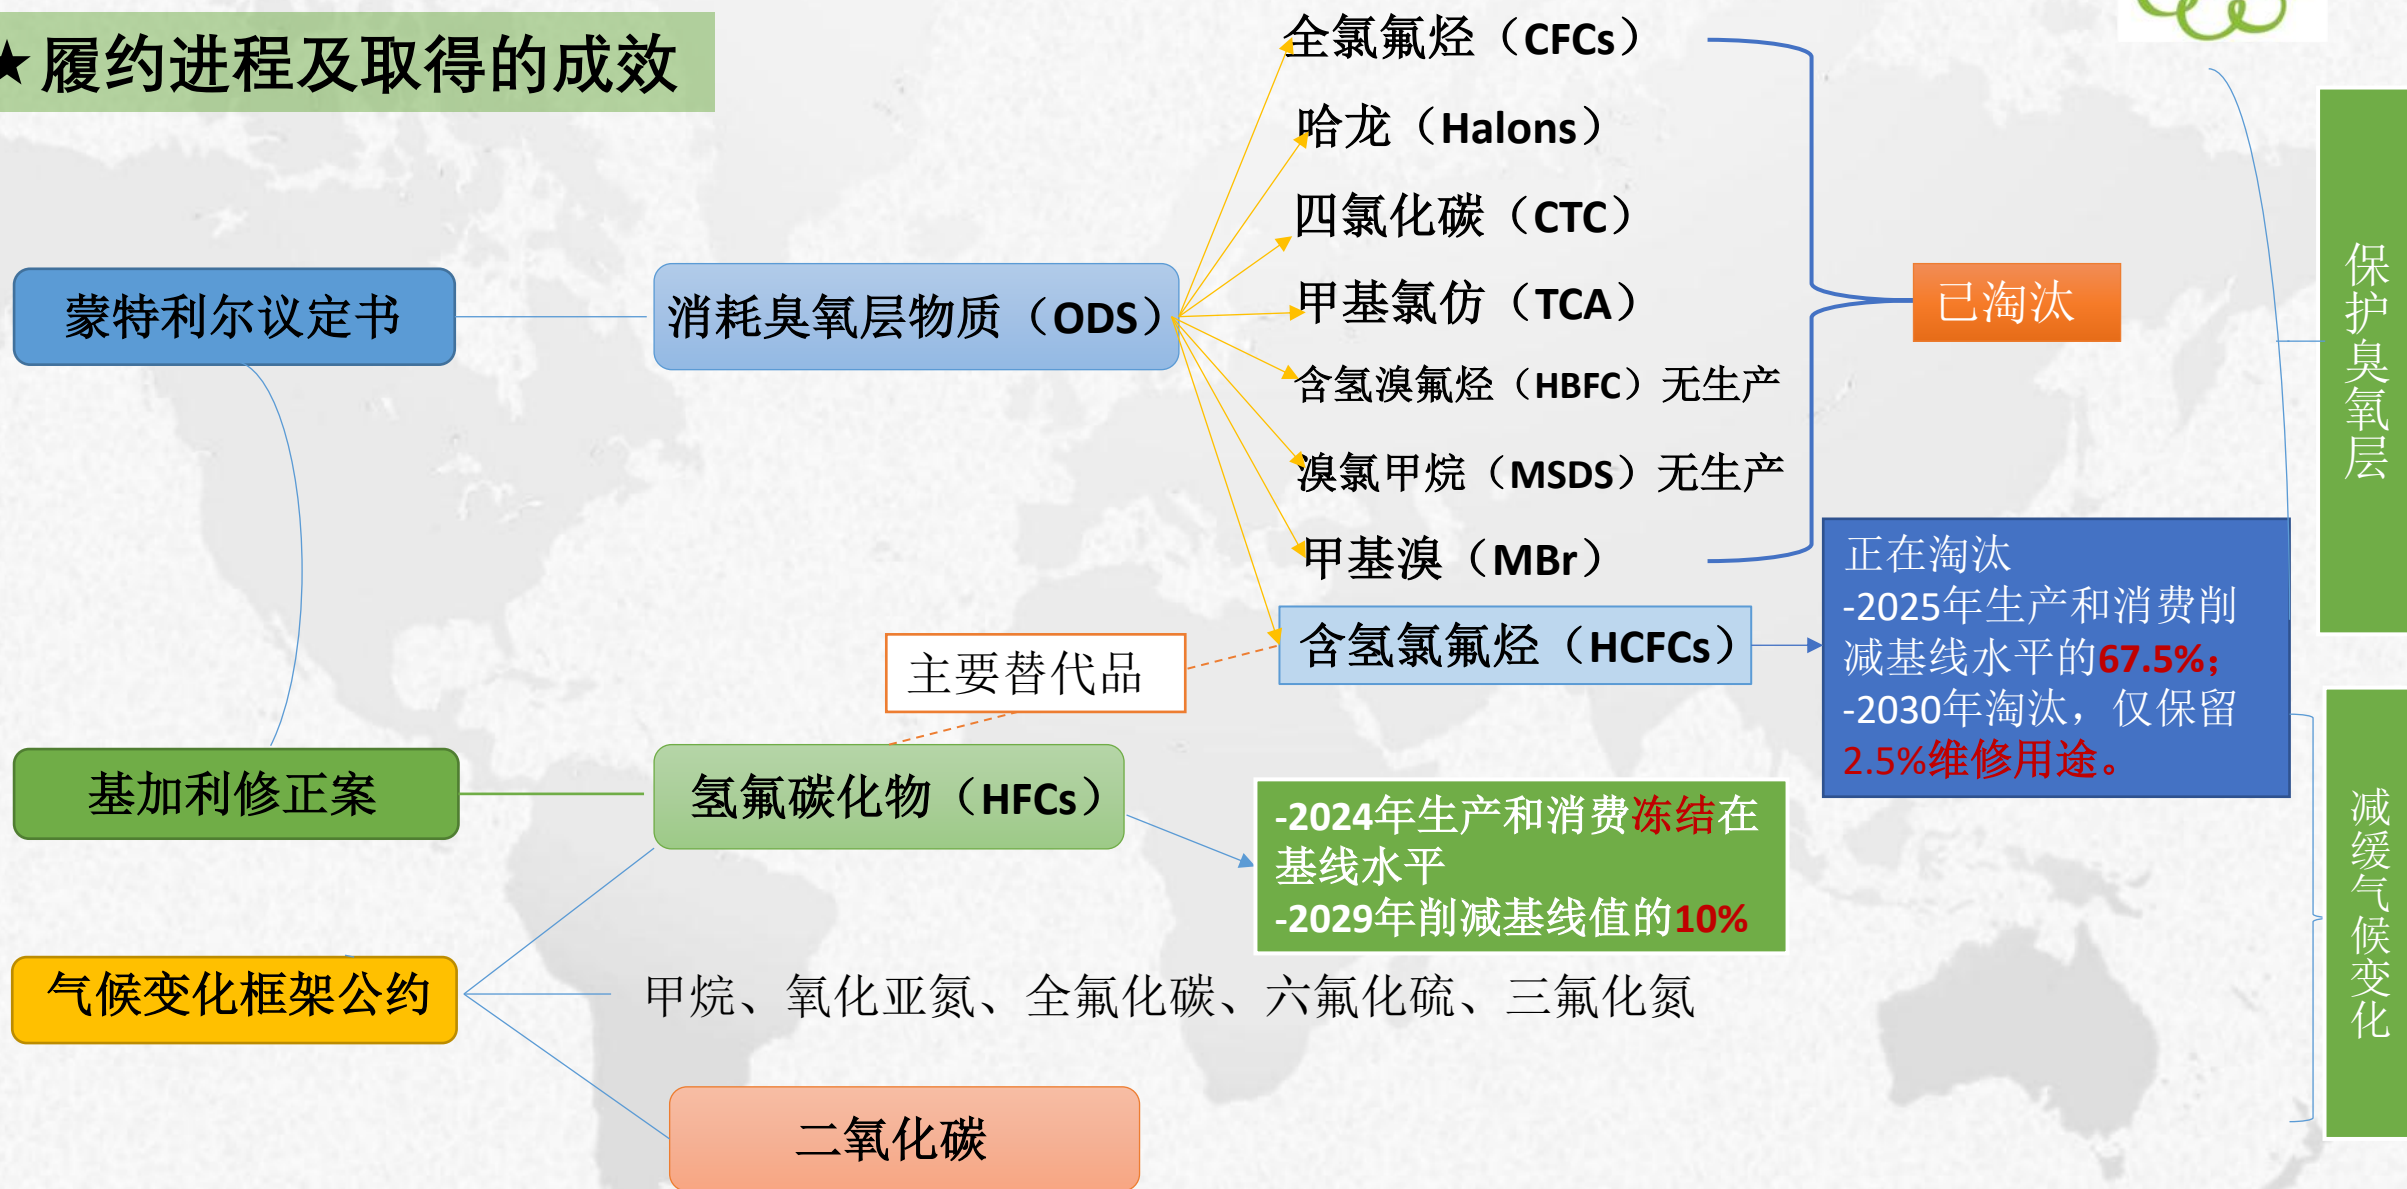 ★履约进程及取得的成效
全氯氟烃（CFCs）
哈龙（Halons）
四氯化碳（CTC）
甲基氯仿（TCA）
含氢溴氟烃（HBFC）无生产
溴氯甲烷（MSDS）无生产
甲基溴（MBr）
含氢氯氟烃（HCFCs）
蒙特利尔议定书
消耗臭氧层物质（ODS）
已淘汰
正在淘汰
-2025年生产和消费削
减基线水平的67.5%；
-2030年淘汰，仅保留
2.5%维修用途。
主要替代品
基加利修正案
氢氟碳化物（HFCs）
-2024年生产和消费冻结在
基线水平
-2029年削减基线值的10%
气候变化框架公约
甲烷、氧化亚氮、全氟化碳、六氟化硫、三氟化氮
二氧化碳
保护臭氧层
减缓气候变化